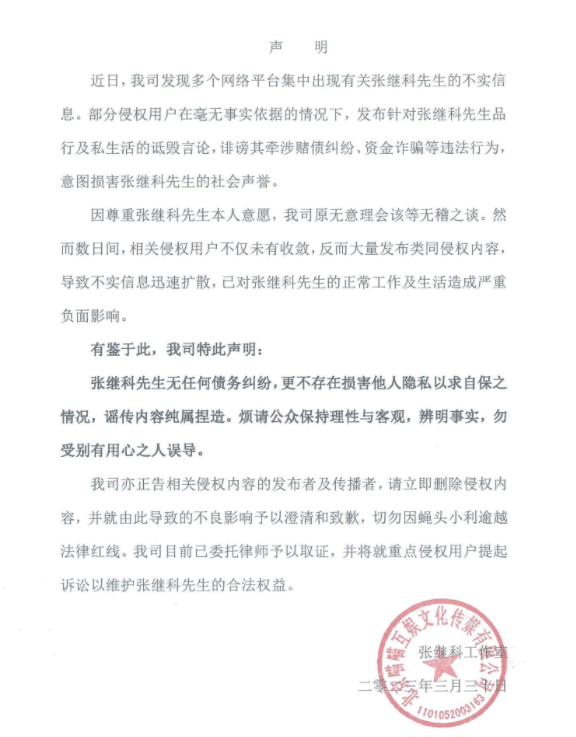 声 明
近日，我司发现多个网络平台集中出现有关张继科先生的不实信
息。部分侵权用户在毫无事实依据的情况下，发布针对张继科先生品
行及私生活的诋毁言论，诽谤其牵涉赌债纠纷、资金诈骗等违法行为，
意图损害张继科先生的社会声誉。
因尊重张继科先生本人意愿，我司原无意理会该等无稽之谈。然
而数日间，相关侵权用户不仅未有收敛，反而大量发布类同侵权内容，
导致不实信息迅速扩散，已对张继科先生的正常工作及生活造成严重
负面影响。
有鉴于此，我司特此声明：
张继科先生无任何债务纠纷，更不存在损害他人隐私以求自保之
情况，谣传内容纯属捏造。烦请公众保持理性与客观，辨明事实，勿
受别有用心之人误导。
我司亦正告相关侵权内容的发布者及传播者，请立即删除侵权内
容，并就由此导致的不良影响予以澄清和致歉，切勿因蝇头小利逾越
法律红线。我司目前已委托律师予以取证，并将就重点侵权用户提起
诉讼以维护张继科先生的合法权益。
张继科工作室
二零二三年三月三十日
北京喵喵互娱文化传媒有限公司
1101052003163